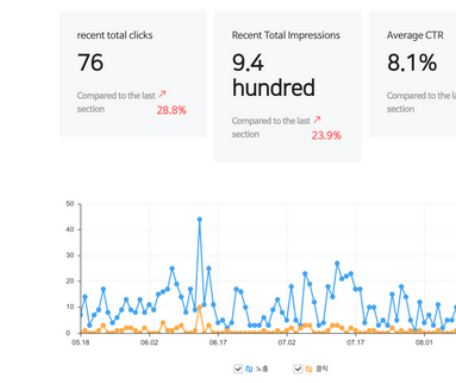 recent total clicks
76
Compared to the last ↗
section 28.8%
Recent Total Impressions
9.4
hundred
Compared to the last ↗
section 23.9%
Average CTR
8.1%
Compared to the
section
50
40
30
20
10
0
05.18 06.02 06.17 07.02 07.17 08.01
노출 클릭